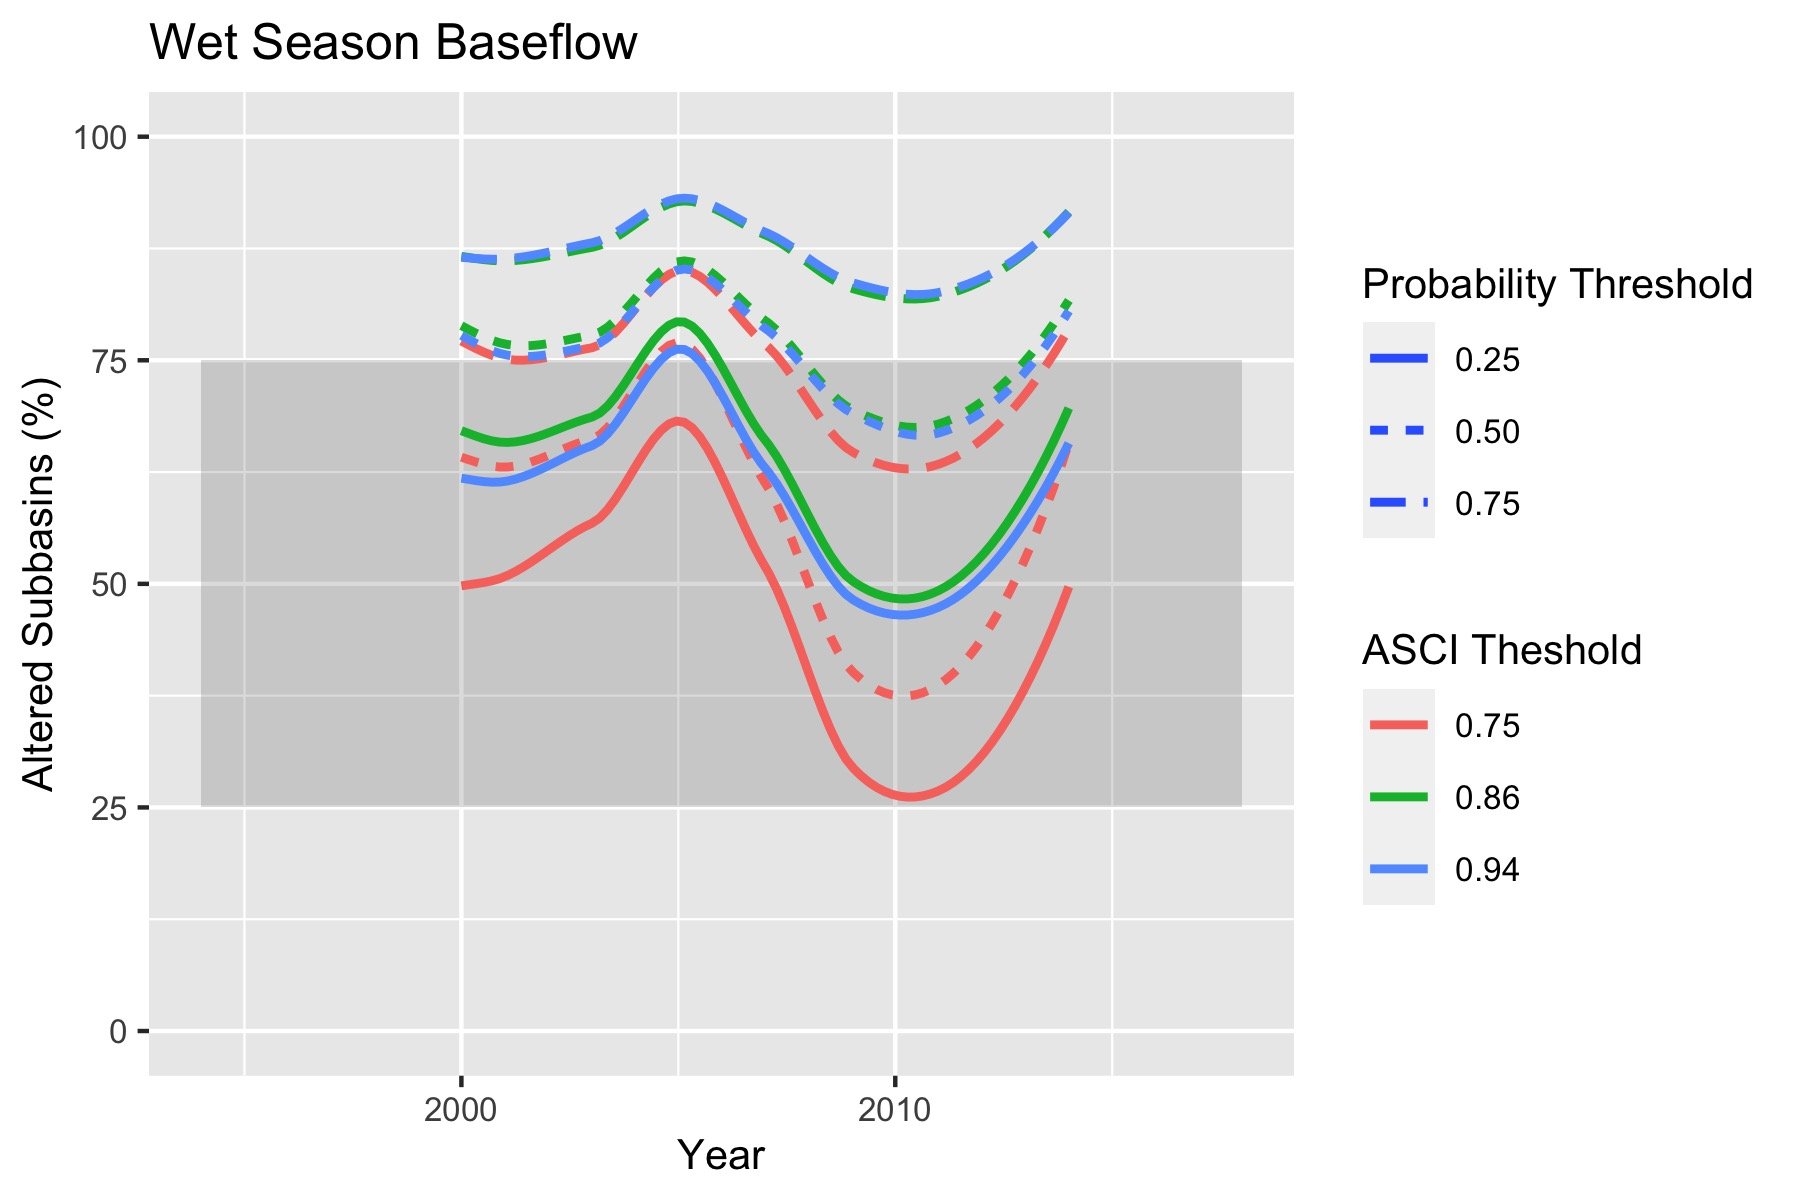 Wet Season Baseflow
100
75
50
25
0
Altered Subbasins (%)
2000
2010
Year
Probability Threshold
0.25
0.50
0.75
ASCI Theshold
0.75
0.86
0.94